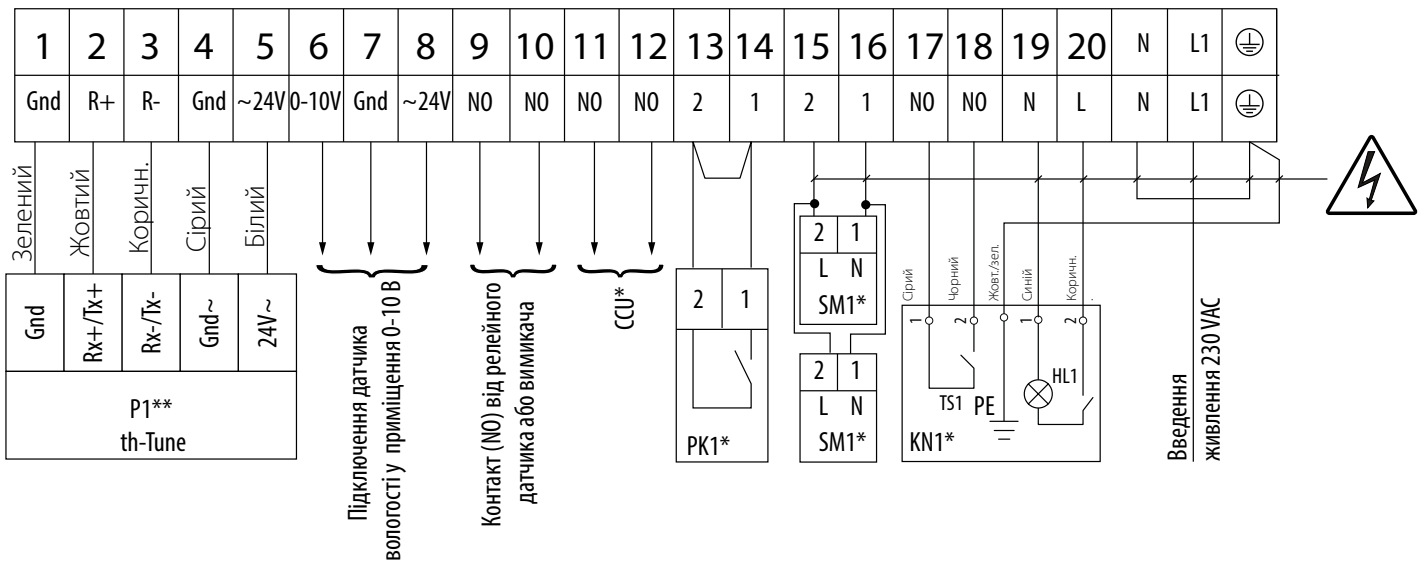 1 2 3 4 5 6 7 8 9 10 11 12 13 14 15 16 17 18 19 20 N L1
Gnd R+ R- Gnd ~24V 0-10V Gnd ~24V NO NO NO NO 2 1 2 1 NO NO N L N L1
Зелений
Жовтий
Коричн.
Сірий
Білий
Gnd
Rx+/Tx+
Rx-/Tx-
Gnd~
24V~
P1**
th-Tune
Підключення датчика
вологості у приміщення 0-10 В
Контакт (NO) від релейного
датчика або вимикача
CCU*
2 1
PK1*
2 1
L N
SM1*
2 1
L N
SM1*
Сірий
Чорний
Жовт./зел.
Синій
Коричн.
1 2 1 2
TS1
PE
HL1
KN1*
Введення
живлення 230 VAC